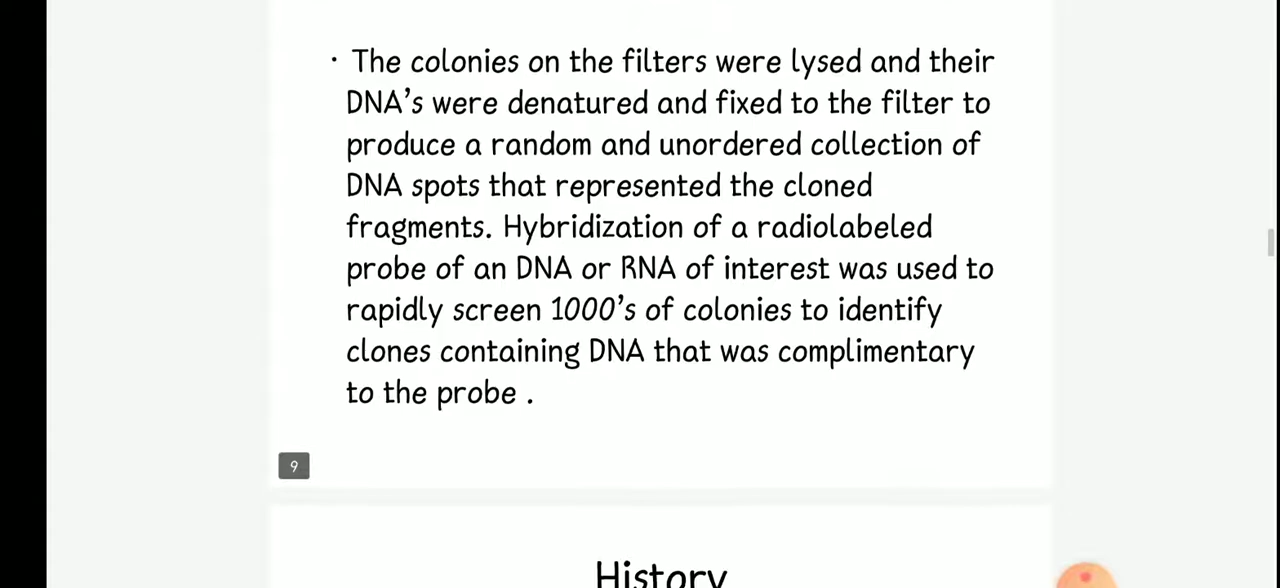 · The colonies on the filters were lysed and their
DNA’s were denatured and fixed to the filter to
produce a random and unordered collection of
DNA spots that represented the cloned
fragments. Hybridization of a radiolabeled
probe of an DNA or RNA of interest was used to
rapidly screen 1000’s of colonies to identify
clones containing DNA that was complimentary
to the probe .
9
History